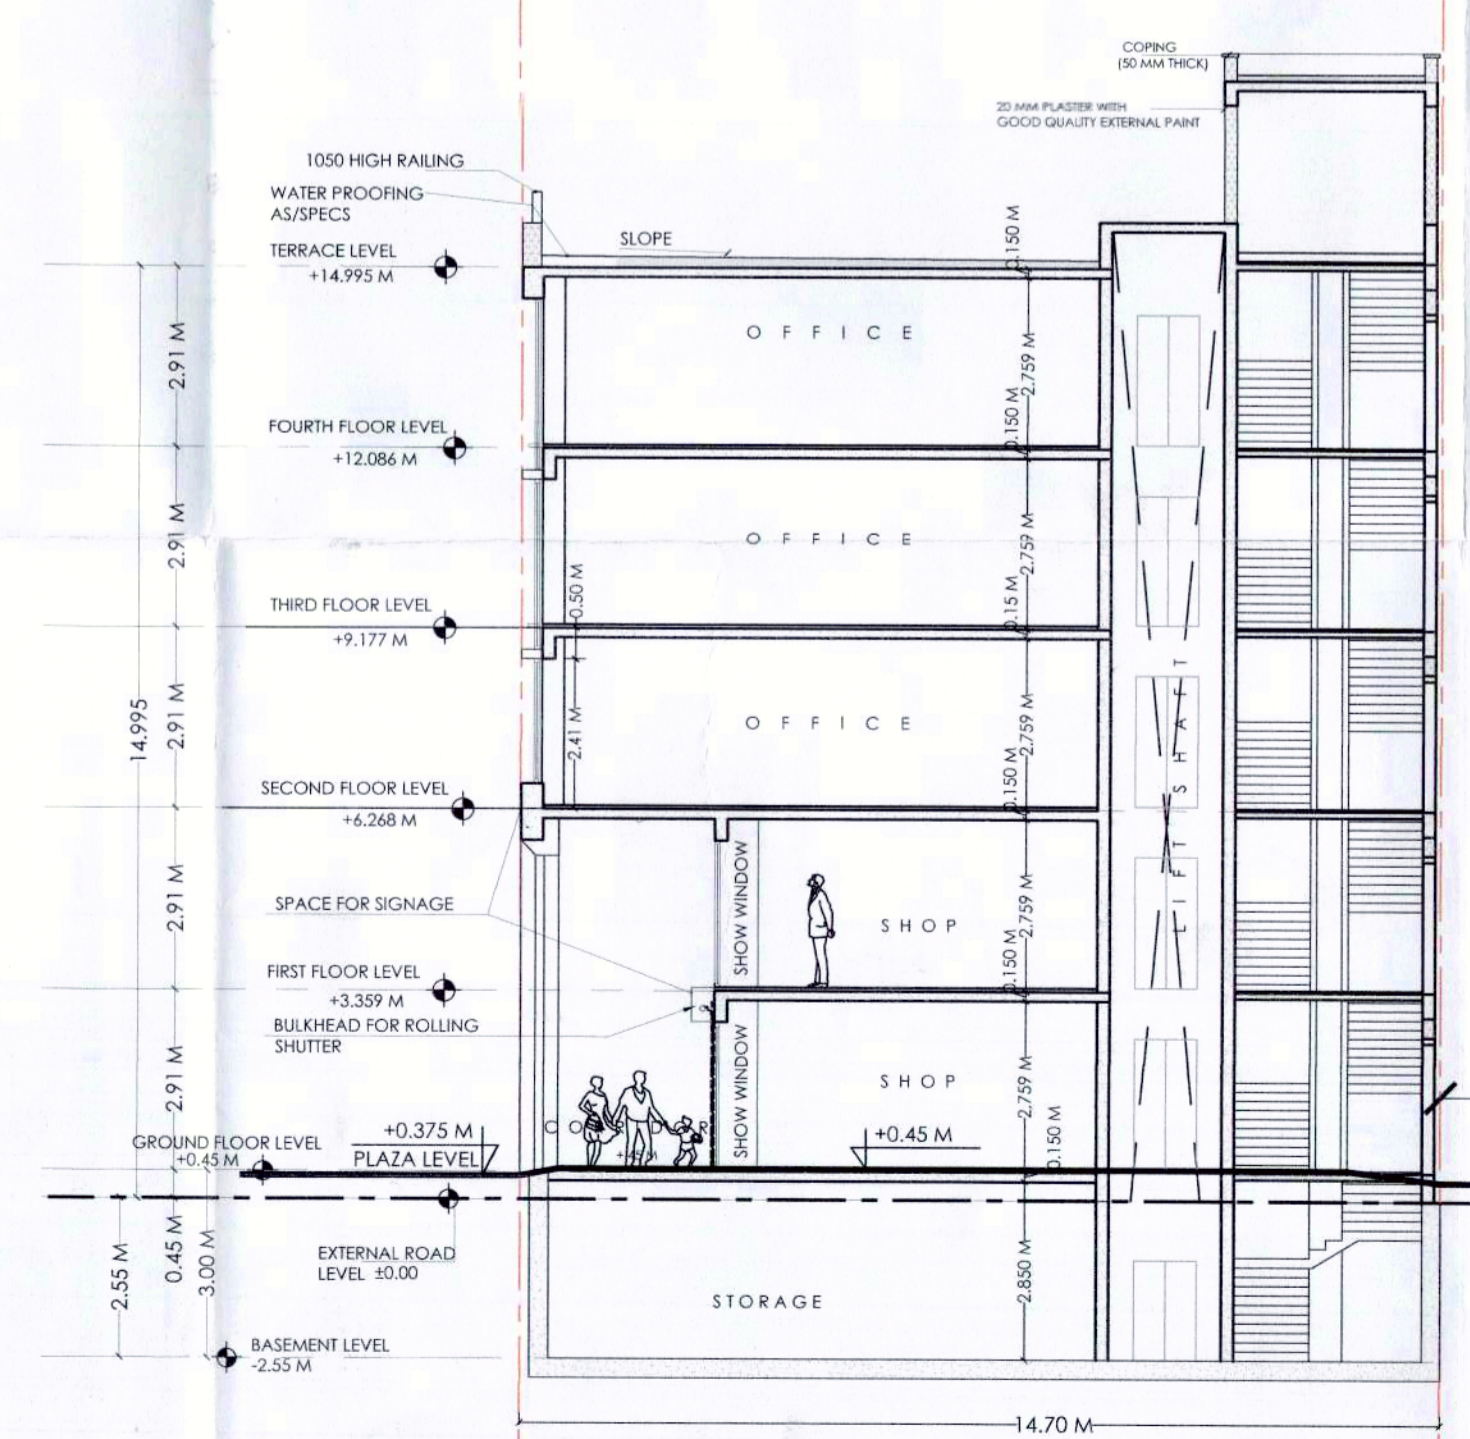 COPING
(50 MM THICK)
20 MM PLASTER WITH
GOOD QUALITY EXTERNAL PAINT
1050 HIGH RAILING
WATER PROOFING
AS/SPECS
TERRACE LEVEL
+14.995 M
SLOPE
0.150 M
OFFICE
2.759 M
2.91 M
FOURTH FLOOR LEVEL
+12.086 M
0.150 M
OFFICE
2.759 M
2.91 M
THIRD FLOOR LEVEL
+9.177 M
0.50 M
0.15 M
OFFICE
2.41 M
2.759 M
2.91 M
14.995
LIFT SHAFT
SECOND FLOOR LEVEL
+6.268 M
0.150 M
SPACE FOR SIGNAGE
SHOW WINDOW
SHOP
2.759 M
2.91 M
FIRST FLOOR LEVEL
+3.359 M
0.150 M
BULKHEAD FOR ROLLING
SHUTTER
SHOW WINDOW
SHOP
2.759 M
2.91 M
GROUND FLOOR LEVEL
+0.45 M
+0.375 M
PLAZA LEVEL
+0.45 M
0.150 M
EXTERNAL ROAD
LEVEL ±0.00
2.55 M
0.45 M
3.00 M
STORAGE
2.850 M
BASEMENT LEVEL
-2.55 M
14.70 M